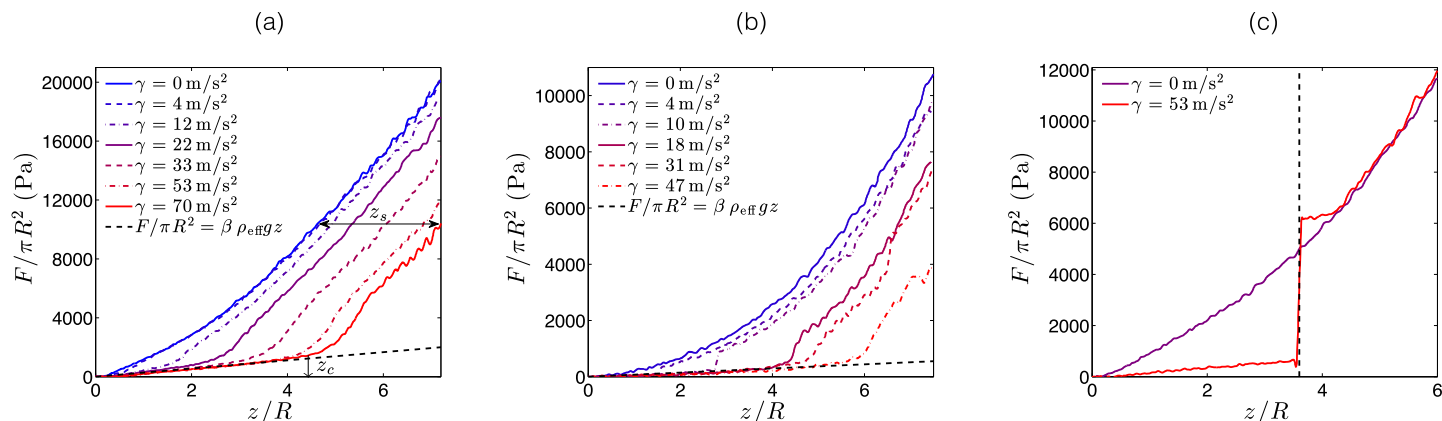 (a)
20000
16000
12000
8000
4000
0
F/πR² (Pa)
γ = 0 m/s²
γ = 4 m/s²
γ = 12 m/s²
γ = 22 m/s²
γ = 33 m/s²
γ = 53 m/s²
γ = 70 m/s²
F/πR² = β ρeff gz
z_s
z_c
0 2 4 6
z/R
(b)
10000
8000
6000
4000
2000
0
F/πR² (Pa)
γ = 0 m/s²
γ = 4 m/s²
γ = 10 m/s²
γ = 18 m/s²
γ = 31 m/s²
γ = 47 m/s²
F/πR² = β ρeff gz
0 2 4 6
z/R
(c)
12000
10000
8000
6000
4000
2000
0
F/πR² (Pa)
γ = 0 m/s²
γ = 53 m/s²
0 2 4 6
z/R